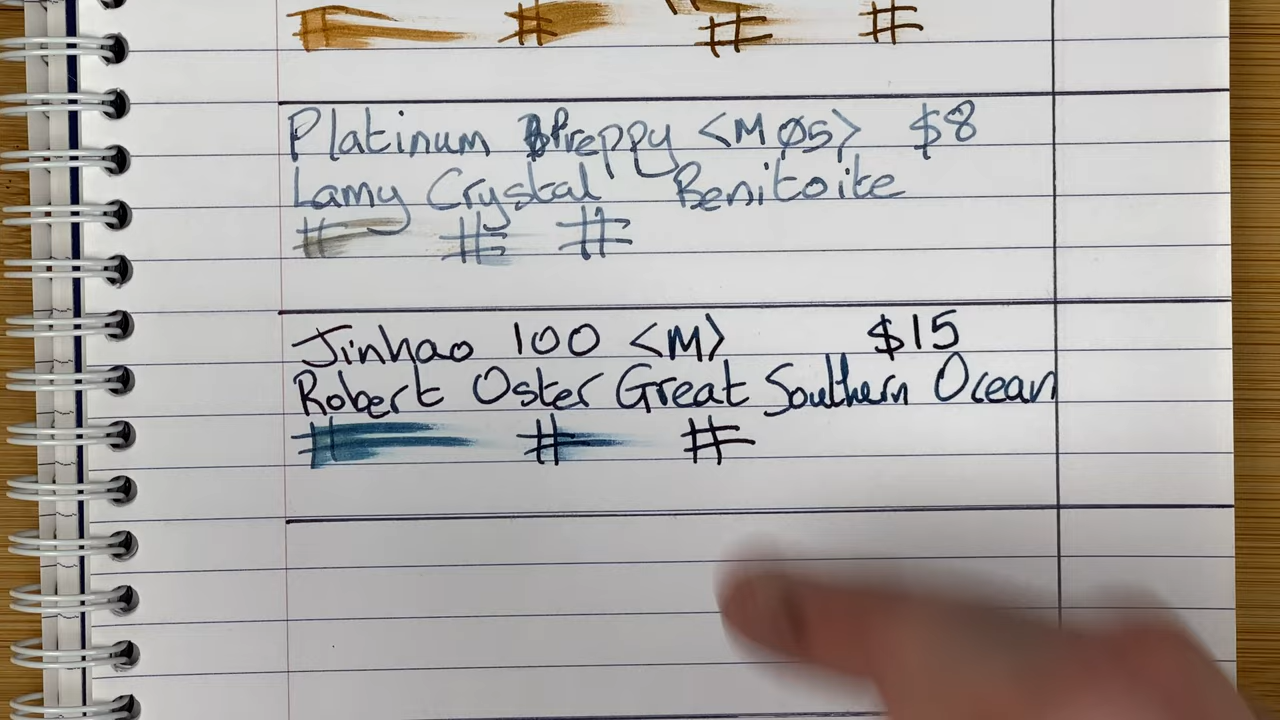 # # # #
Platinum Preppy <M 05> $8
Lamy Crystal Benitoite
# # #
Jinhao 100 <M> $15
Robert Oster Great Southern Ocean
# # #